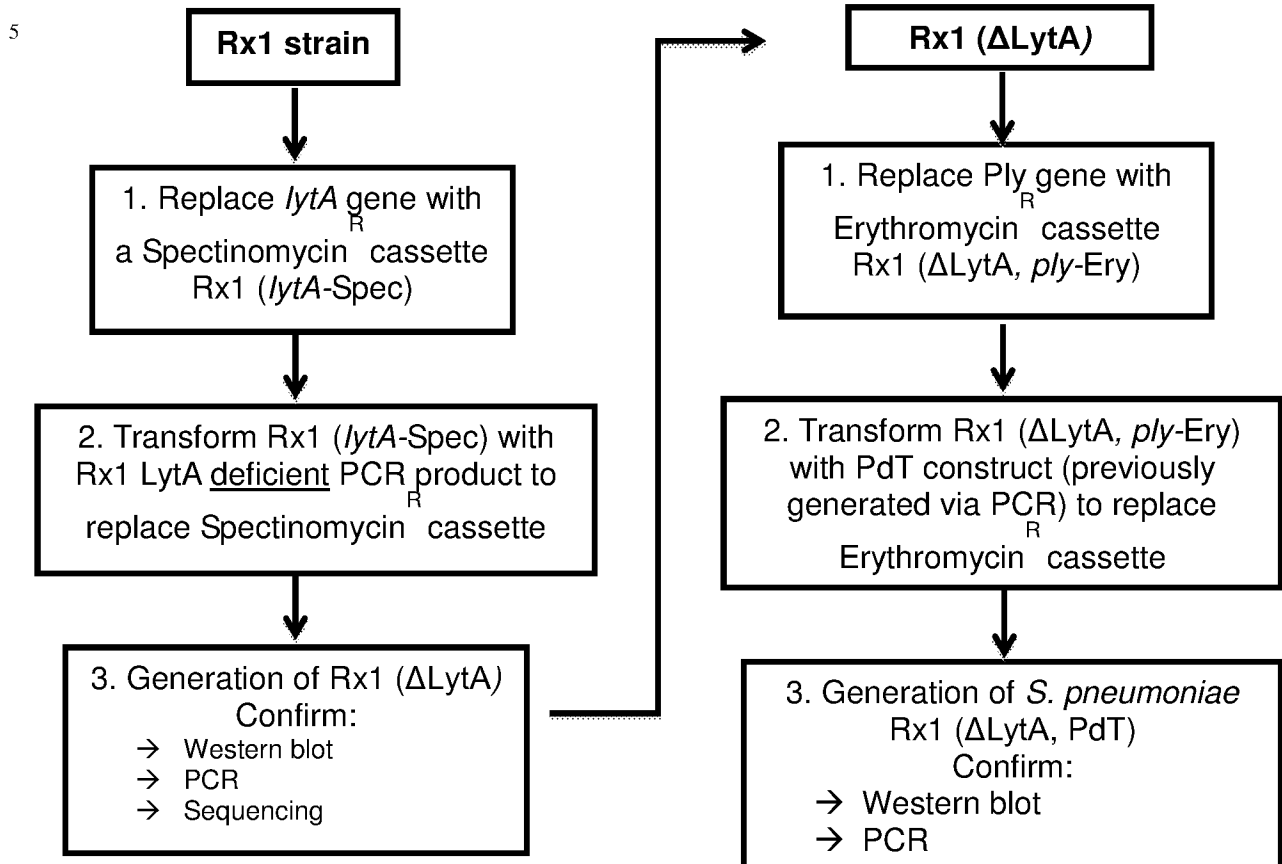 5
Rx1 strain
1. Replace lytA gene with
a Spectinomycin^R cassette
Rx1 (lytA-Spec)
2. Transform Rx1 (lytA-Spec) with
Rx1 LytA deficient PCR product to
replace Spectinomycin^R cassette
3. Generation of Rx1 (ΔLytA)
Confirm:
→ Western blot
→ PCR
→ Sequencing
Rx1 (ΔLytA)
1. Replace Ply gene with
Erythromycin^R cassette
Rx1 (ΔLytA, ply-Ery)
2. Transform Rx1 (ΔLytA, ply-Ery)
with PdT construct (previously
generated via PCR) to replace
Erythromycin^R cassette
3. Generation of S. pneumoniae
Rx1 (ΔLytA, PdT)
Confirm:
→ Western blot
→ PCR